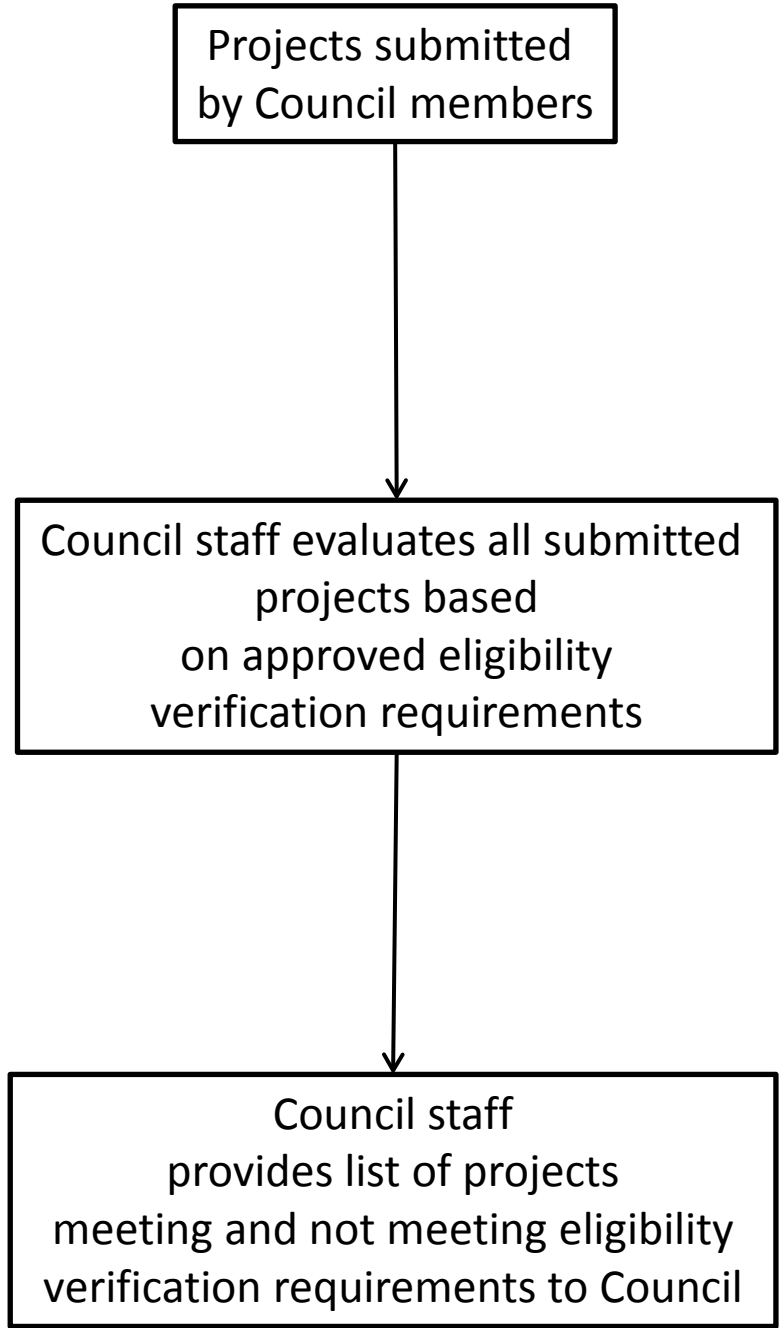 Projects submitted
by Council members
Council staff evaluates all submitted
projects based
on approved eligibility
verification requirements
Council staff
provides list of projects
meeting and not meeting eligibility
verification requirements to Council